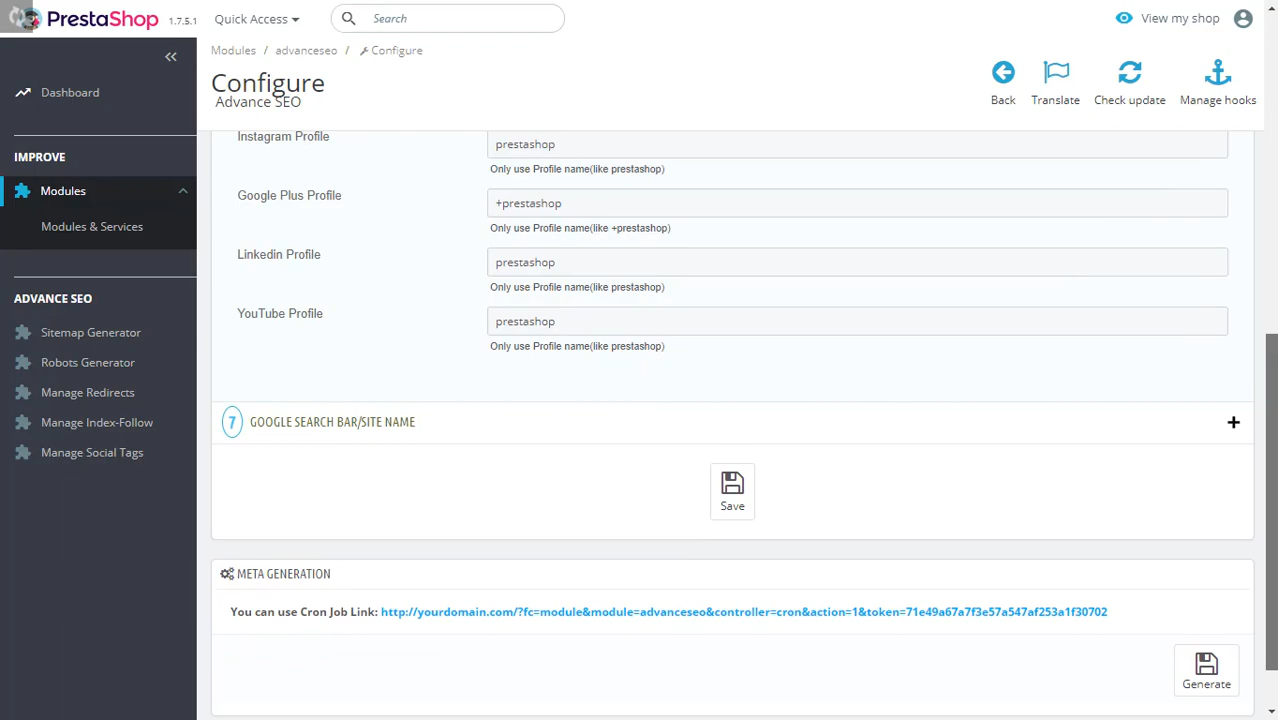 PrestaShop 1.7.5.1 Quick Access Search View my shop
Modules / advanceseo / Configure
Configure
Advance SEO
Back Translate Check update Manage hooks
Dashboard
IMPROVE
Modules
Modules & Services
ADVANCE SEO
Sitemap Generator
Robots Generator
Manage Redirects
Manage Index-Follow
Manage Social Tags
Instagram Profile prestashop
Only use Profile name(like prestashop)
Google Plus Profile +prestashop
Only use Profile name(like +prestashop)
Linkedin Profile prestashop
Only use Profile name(like prestashop)
YouTube Profile prestashop
Only use Profile name(like prestashop)
7 GOOGLE SEARCH BAR/SITE NAME
Save
META GENERATION
You can use Cron Job Link: http://yourdomain.com/?fc=module&module=advanceseo&controller=cron&action=1&token=71e49a67a7f3e57a547af253a1f30702
Generate